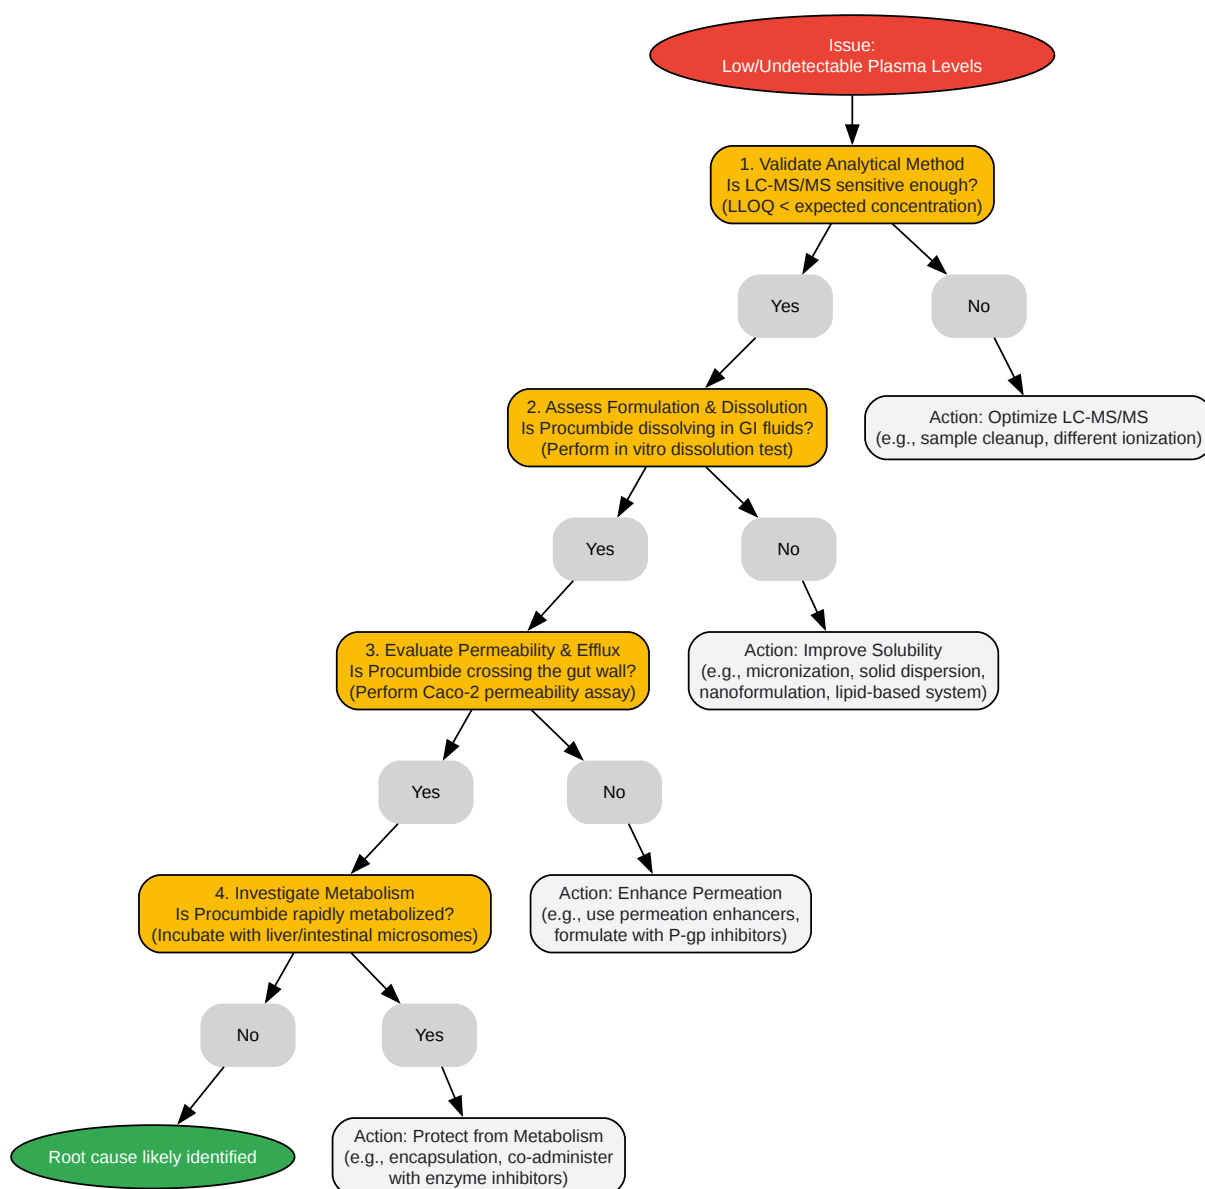 Issue:
Low/Undetectable Plasma Levels
1. Validate Analytical Method
Is LC-MS/MS sensitive enough?
(LLOQ < expected concentration)
Yes
No
2. Assess Formulation & Dissolution
Is Procumbide dissolving in GI fluids?
(Perform in vitro dissolution test)
Action: Optimize LC-MS/MS
(e.g., sample cleanup, different ionization)
Yes
No
3. Evaluate Permeability & Efflux
Is Procumbide crossing the gut wall?
(Perform Caco-2 permeability assay)
Action: Improve Solubility
(e.g., micronization, solid dispersion,
nanoformulation, lipid-based system)
Yes
No
4. Investigate Metabolism
Is Procumbide rapidly metabolized?
(Incubate with liver/intestinal microsomes)
Action: Enhance Permeation
(e.g., use permeation enhancers,
formulate with P-gp inhibitors)
No
Yes
Root cause likely identified
Action: Protect from Metabolism
(e.g., encapsulation, co-administer
with enzyme inhibitors)